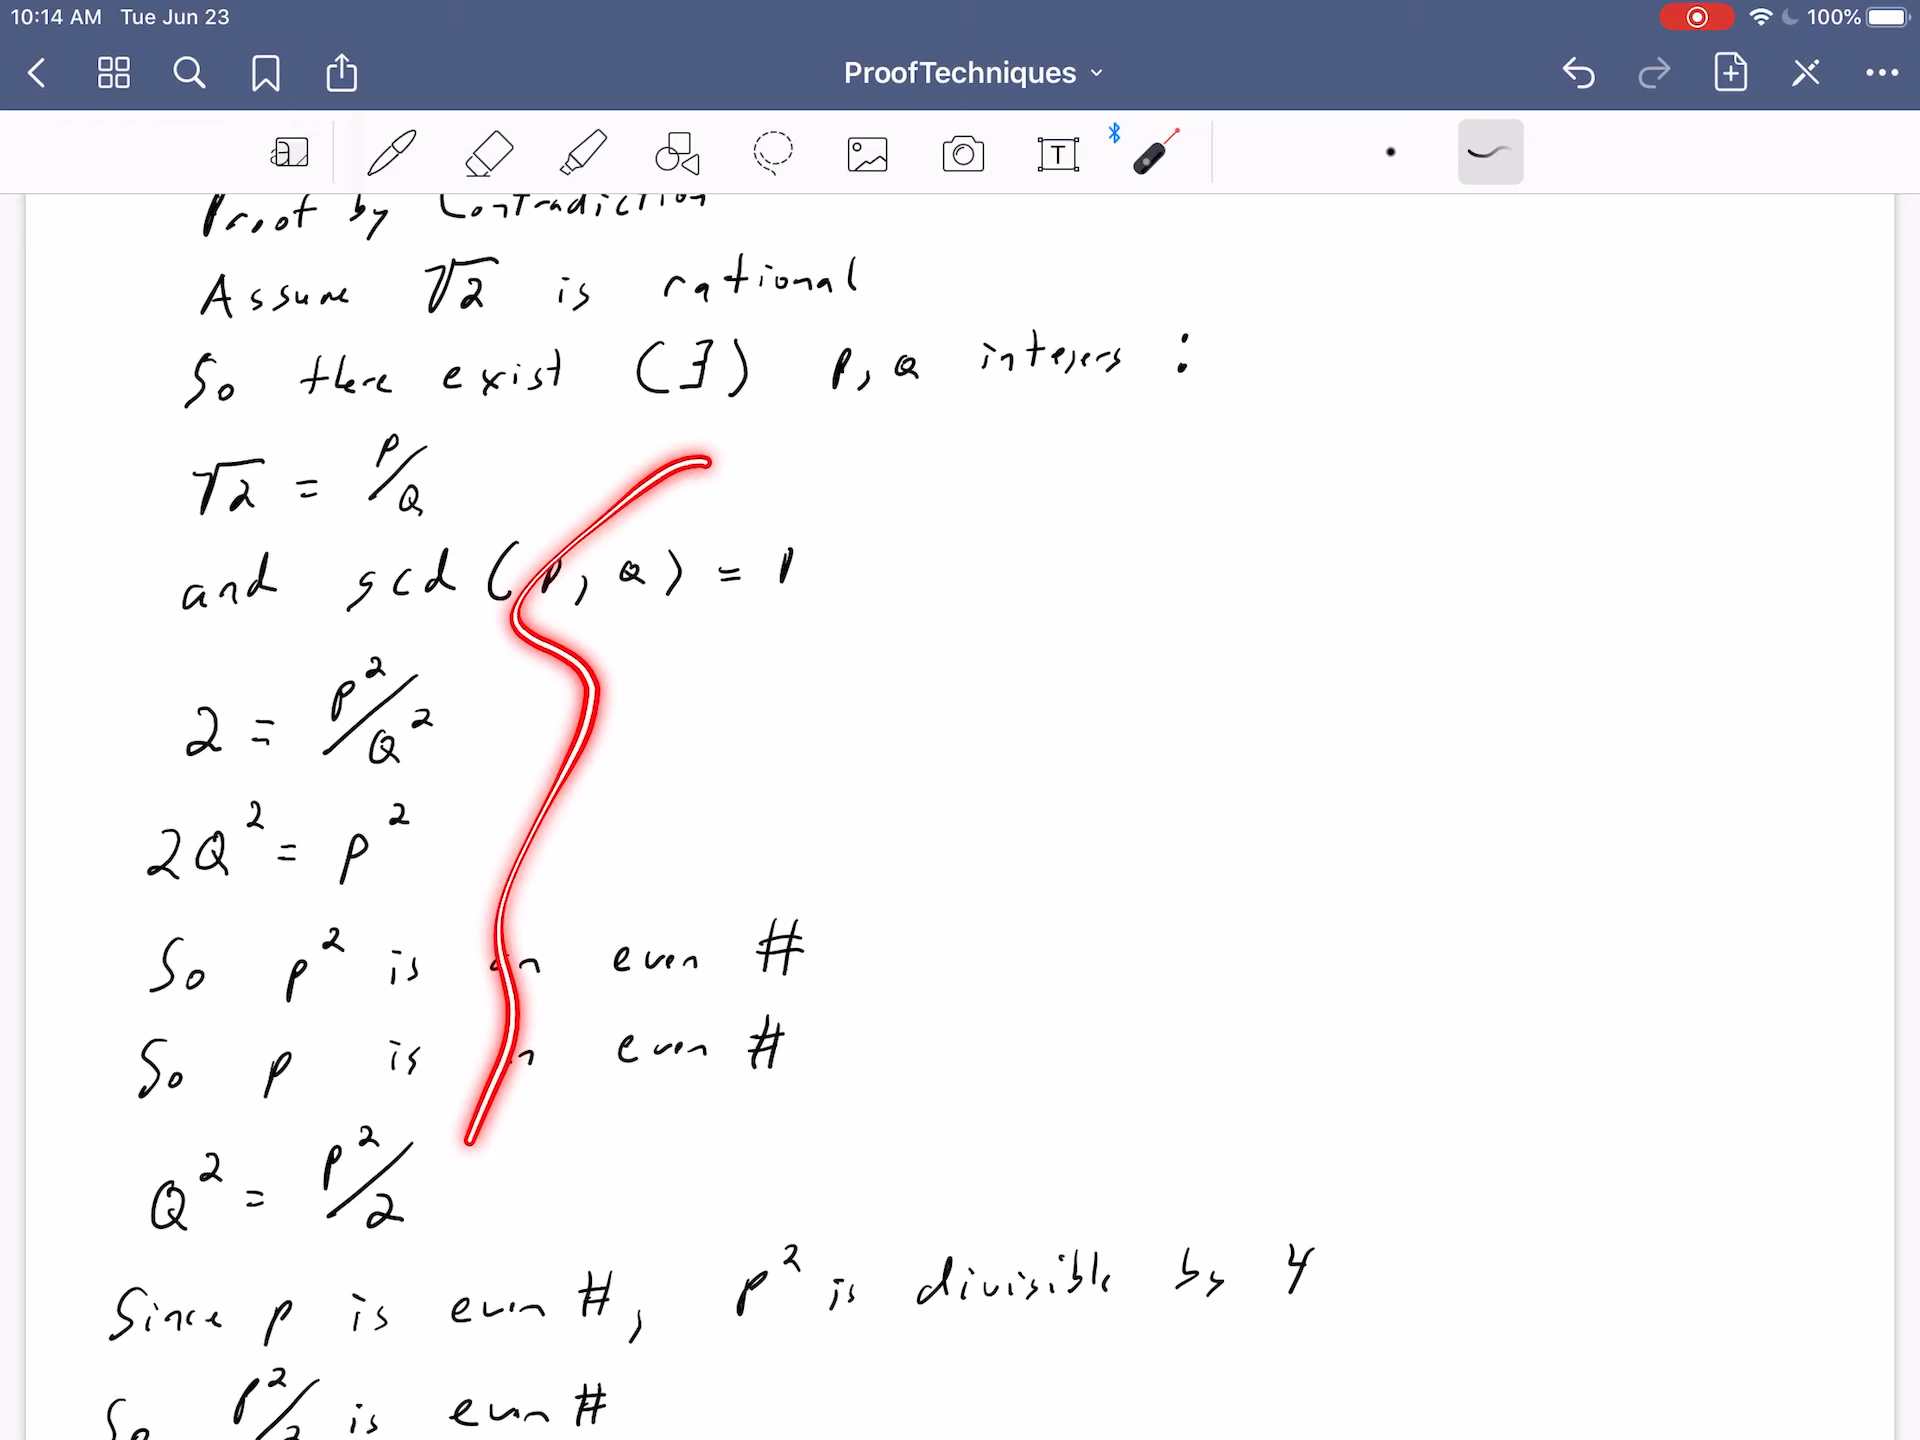 10:14 AM Tue Jun 23
100%
ProofTechniques
Proof by Contradiction
Assume √2 is rational
So there exist (∃) P, Q integers :
√2 = P/Q
and gcd (P, Q) = 1
2 = P²/Q²
2Q² = P²
So P² is an even #
So P is an even #
Q² = P²/2
Since P is even #, P² is divisible by 4
So P²/2 is even #